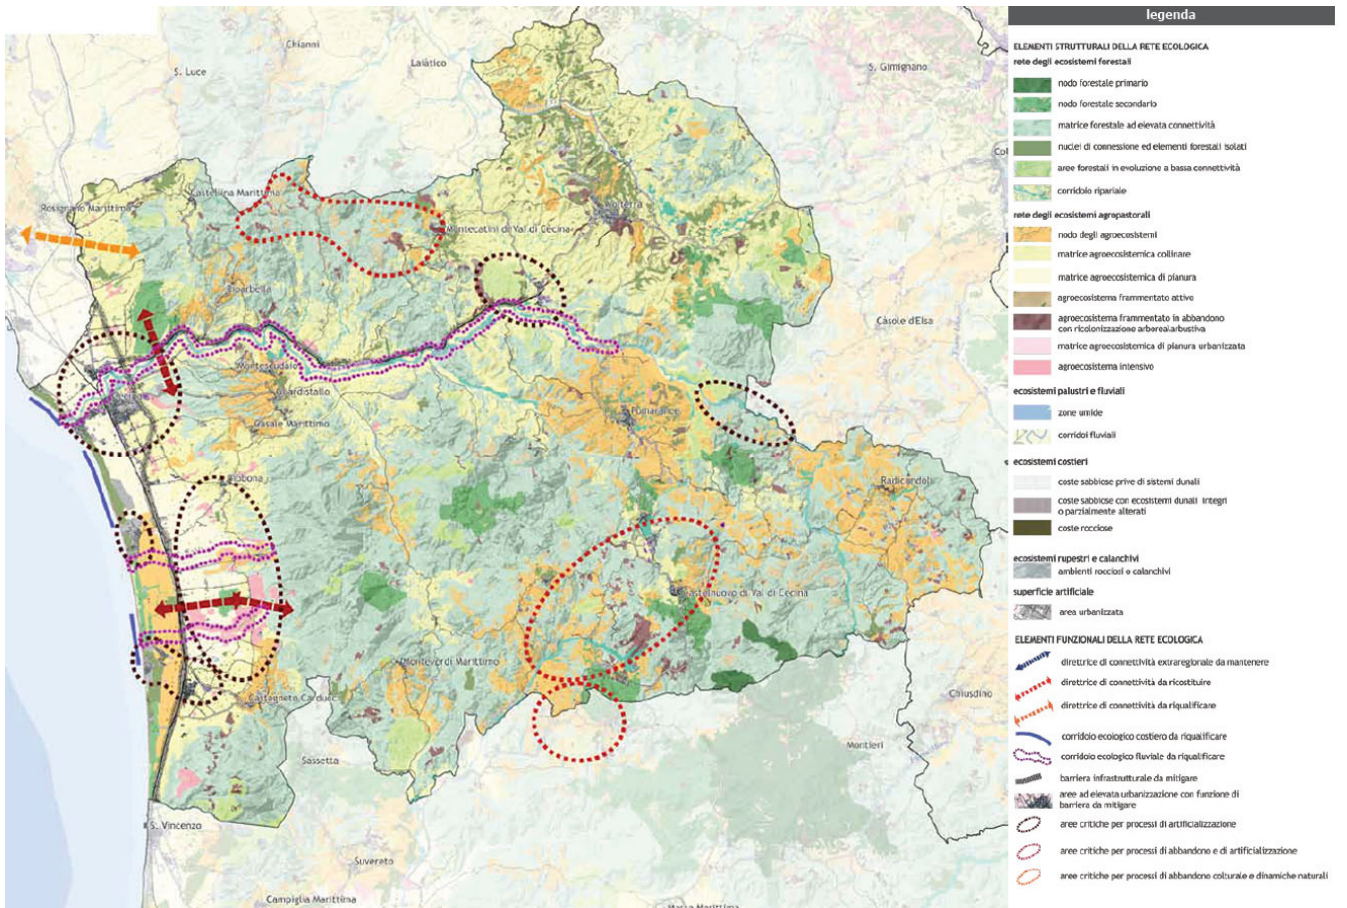 legenda
Chianni
S. Luce
Laiàtico
S. Gimignano
Col
Castellina Marittima
Rosignano Marittimo
Volterra
Montecatini di Val di Cecina
Riparbella
Càsole d'Elsa
Montescudaio
Guardistallo
Pomarance
Casale Marittimo
Bibbona
Radicondoli
Castelnuovo di Val di Cecina
Monteverdi Marittimo
Castagneto Carducci
Chiusdino
Sassetta
Montieri
S. Vincenzo
Suvereto
Campiglia Marittima
Massa Marittima
ELEMENTI STRUTTURALI DELLA RETE ECOLOGICA
rete degli ecosistemi forestali
nodo forestale primario
nodo forestale secondario
matrice forestale ad elevata connettività
nuclei di connessione ed elementi forestali isolati
aree forestali in evoluzione a bassa connettività
corridoio ripariale
rete degli ecosistemi agropastorali
nodo degli agroecosistemi
matrice agroecosistemica collinare
matrice agroecosistemica di pianura
agroecosistema frammentato attivo
agroecosistema frammentato in abbandono
con ricolonizzazione arborea/arbustiva
matrice agroecosistemica di pianura urbanizzata
agroecosistema intensivo
ecosistemi palustri e fluviali
zone umide
corridoi fluviali
ecosistemi costieri
coste sabbiose prive di sistemi dunali
coste sabbiose con ecosistemi dunali integri
o parzialmente alterati
coste rocciose
ecosistemi rupestri e calanchivi
ambienti rocciosi o calanchivi
superficie artificiale
area urbanizzata
ELEMENTI FUNZIONALI DELLA RETE ECOLOGICA
direttrice di connettività extraregionale da mantenere
direttrice di connettività da ricostituire
direttrice di connettività da riqualificare
corridoio ecologico costiero da riqualificare
corridoio ecologico fluviale da riqualificare
barriera infrastrutturale da mitigare
aree ad elevata urbanizzazione con funzione di
barriera da mitigare
aree critiche per processi di artificializzazione
aree critiche per processi di abbandono e di artificializzazione
aree critiche per processi di abbandono colturale e dinamiche naturali